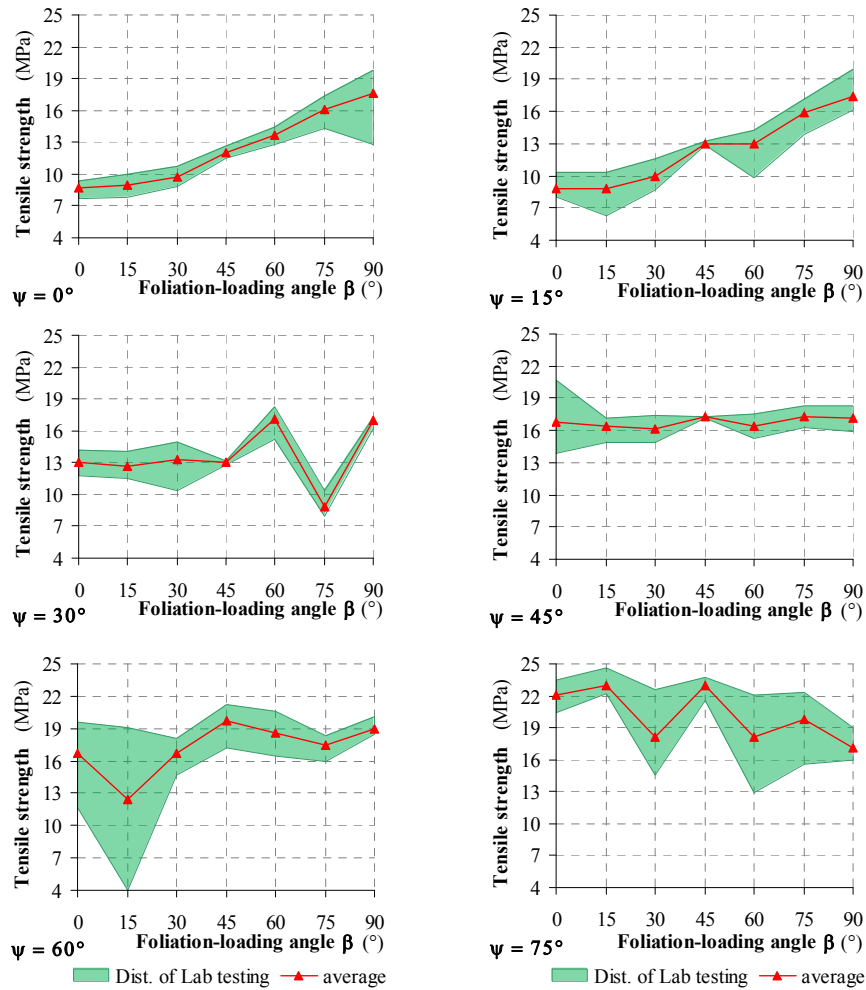 Tensile strength (MPa)
25
22
19
16
13
10
7
4
0 15 30 45 60 75 90
Foliation-loading angle β (°)
ψ = 0°
Tensile strength (MPa)
25
22
19
16
13
10
7
4
0 15 30 45 60 75 90
Foliation-loading angle β (°)
ψ = 15°
Tensile strength (MPa)
25
22
19
16
13
10
7
4
0 15 30 45 60 75 90
Foliation-loading angle β (°)
ψ = 30°
Tensile strength (MPa)
25
22
19
16
13
10
7
4
0 15 30 45 60 75 90
Foliation-loading angle β (°)
ψ = 45°
Tensile strength (MPa)
25
22
19
16
13
10
7
4
0 15 30 45 60 75 90
Foliation-loading angle β (°)
ψ = 60°
Tensile strength (MPa)
25
22
19
16
13
10
7
4
0 15 30 45 60 75 90
Foliation-loading angle β (°)
ψ = 75°
Dist. of Lab testing average
Dist. of Lab testing average